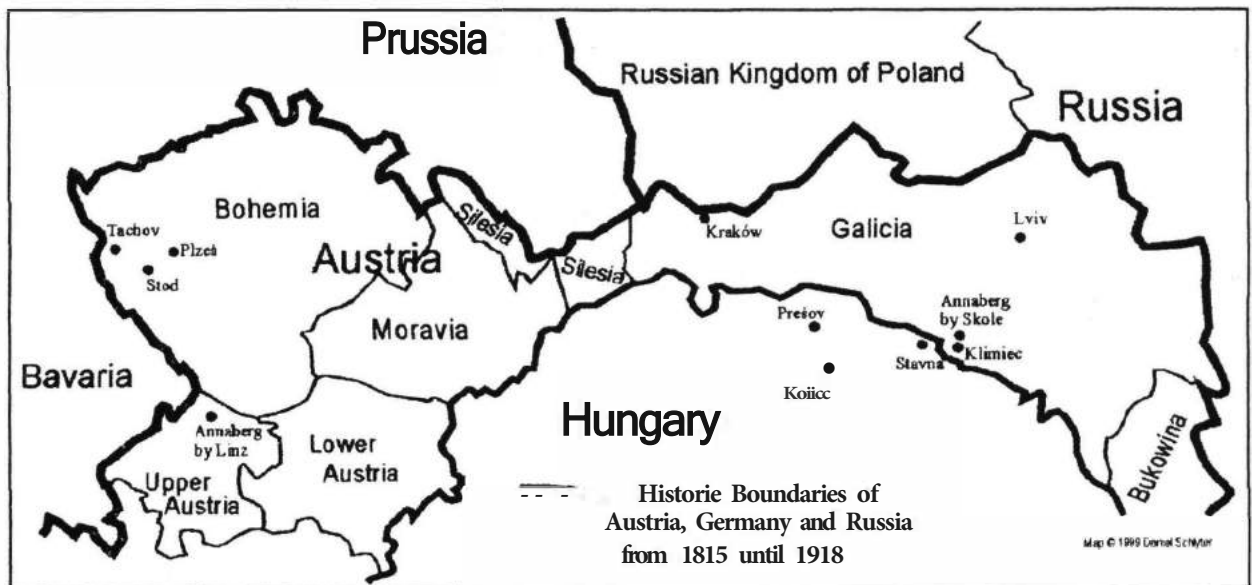 Prussia
Russian Kingdom of Poland
Russia
Bohemia
Silesia
Tachov
Plzeň
Stod
Austria
Silesia
Kraków
Galicia
Lviv
Moravia
Prešov
Annaberg
by Skole
Klimiec
Stavna
Bavaria
Koiicc
Hungary
Annaberg
by Linz
Lower
Austria
Upper
Austria
Bukowina
Historie Boundaries of
Austria, Germany and Russia
from 1815 until 1918
Map © 1999 Demal Schlyter